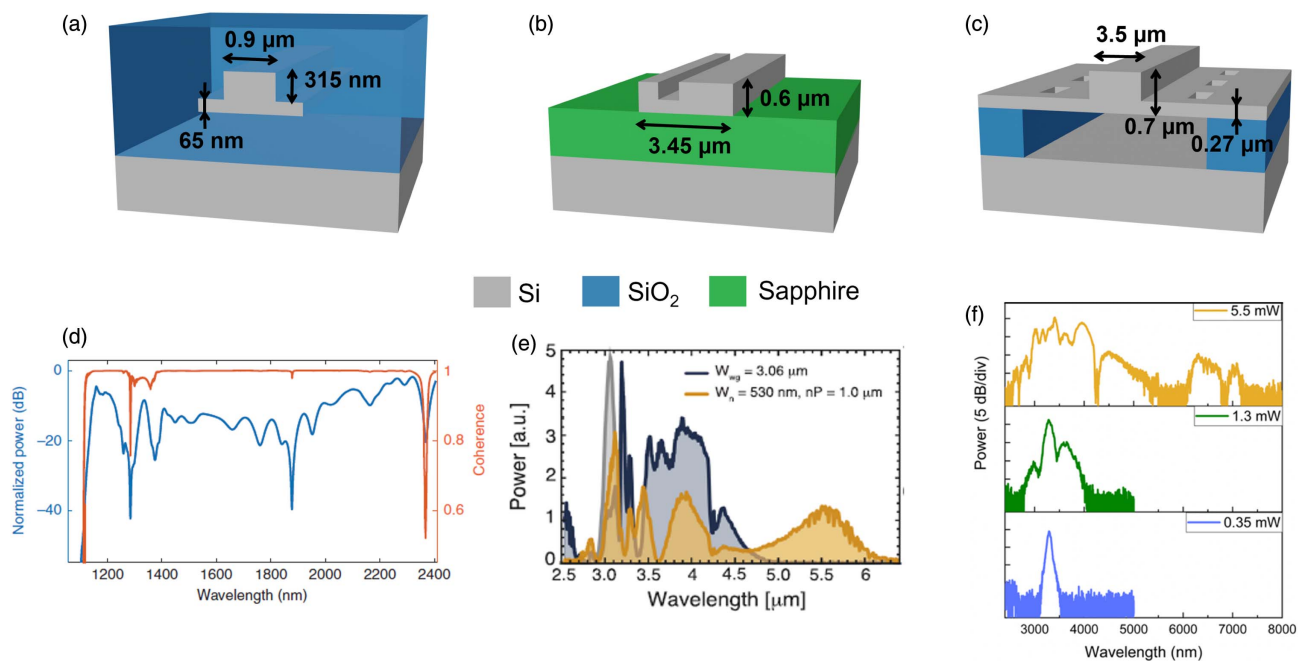 (a)
0.9 µm
315 nm
65 nm
(b)
0.6 µm
3.45 µm
(c)
3.5 µm
0.7 µm
0.27 µm
Si
SiO2
Sapphire
(d)
Normalized power (dB)
0
−20
−40
1200 1400 1600 1800 2000 2200 2400
Wavelength (nm)
1
0.8
0.6
Coherence
(e)
Power [a.u.]
5
4
3
2
1
0
Wwg = 3.06 µm
Wn = 530 nm, nP = 1.0 µm
2.5 3.0 3.5 4 4.5 5 5.5 6
Wavelength [µm]
(f)
Power (5 dB/div)
5.5 mW
1.3 mW
0.35 mW
3000 4000 5000 6000 7000 8000
Wavelength (nm)